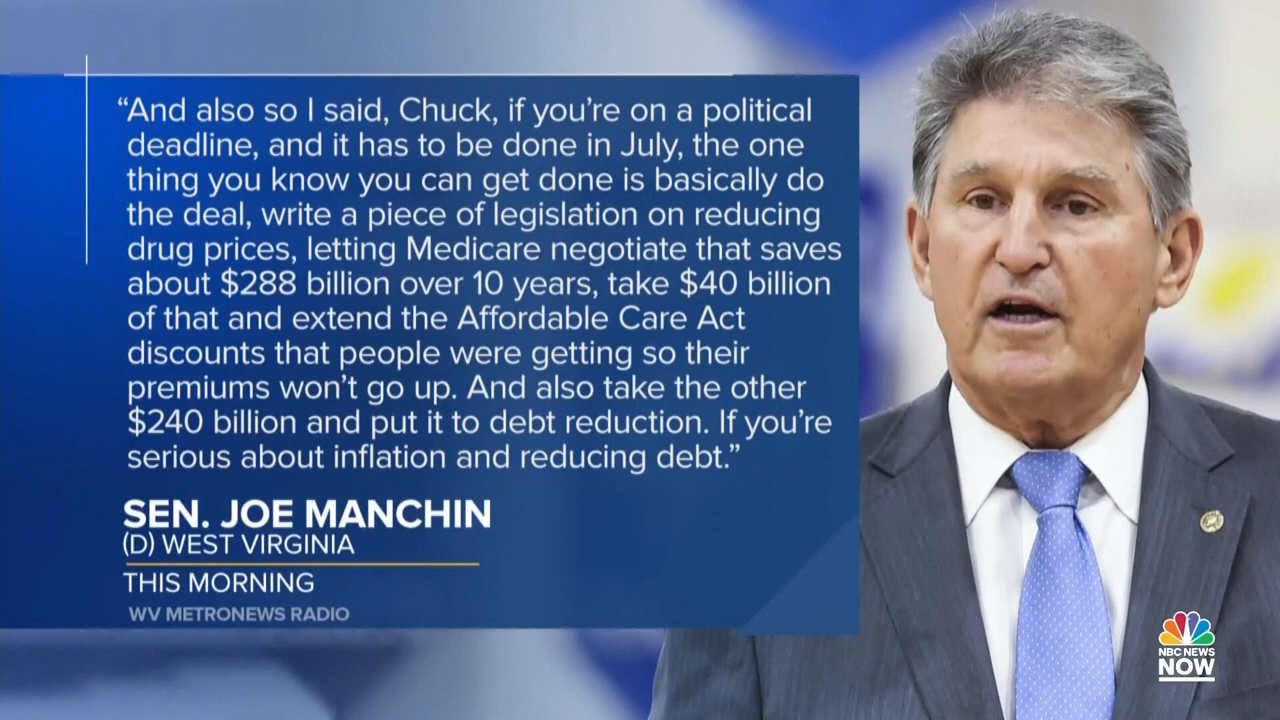 “And also so I said, Chuck, if you’re on a political
deadline, and it has to be done in July, the one
thing you know you can get done is basically do
the deal, write a piece of legislation on reducing
drug prices, letting Medicare negotiate that saves
about $288 billion over 10 years, take $40 billion
of that and extend the Affordable Care Act
discounts that people were getting so their
premiums won’t go up. And also take the other
$240 billion and put it to debt reduction. If you’re
serious about inflation and reducing debt.”
SEN. JOE MANCHIN
(D) WEST VIRGINIA
THIS MORNING
WV METRONEWS RADIO
NBC NEWS
NOW